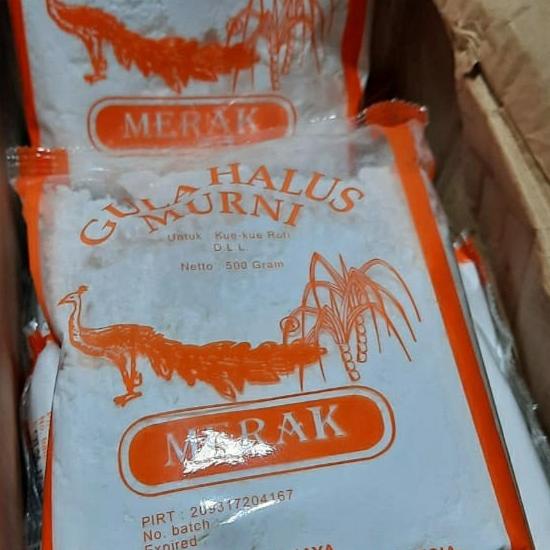 MERAK
GULA HALUS
MURNI
Untuk : Kue-kue Roti
D.L.L.
Netto : 500 Gram
MERAK
PIRT : 209317204167
No. batch :
Expired